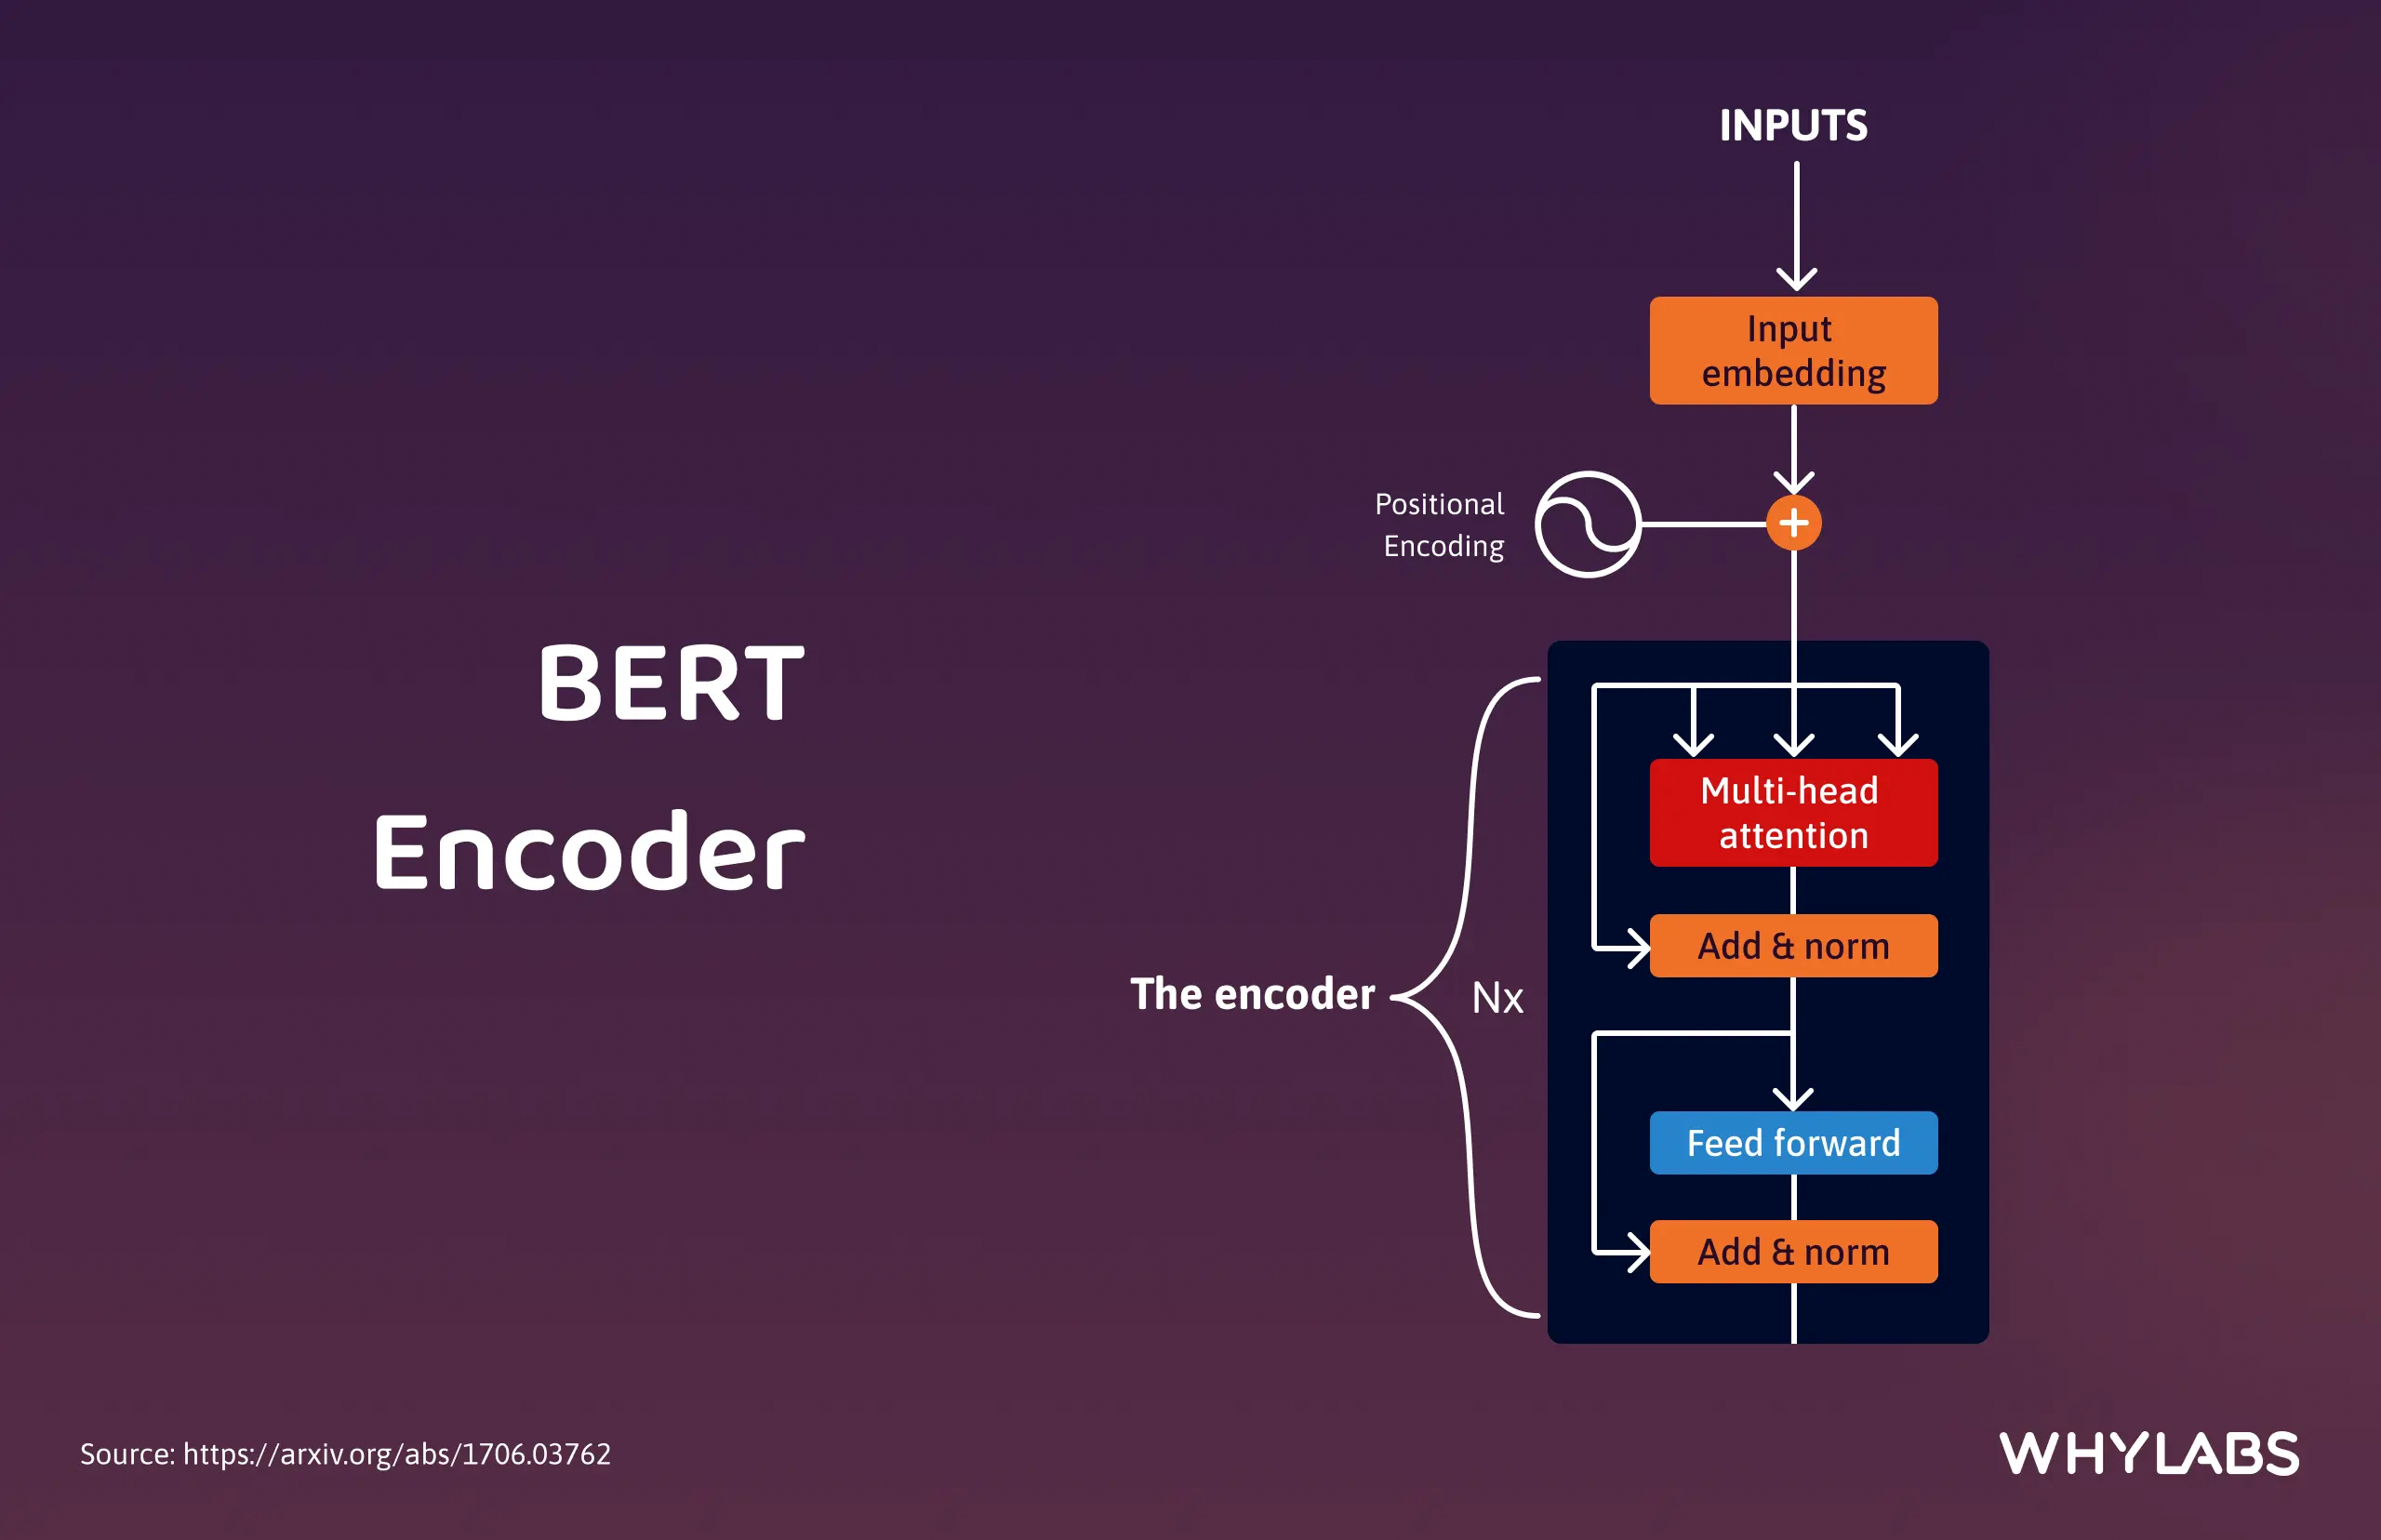 BERT
Encoder
INPUTS
Input
embedding
Positional
Encoding
Multi-head
attention
Add & norm
The encoder
Nx
Feed forward
Add & norm
Source: https://arxiv.org/abs/1706.03762
WHYLABS